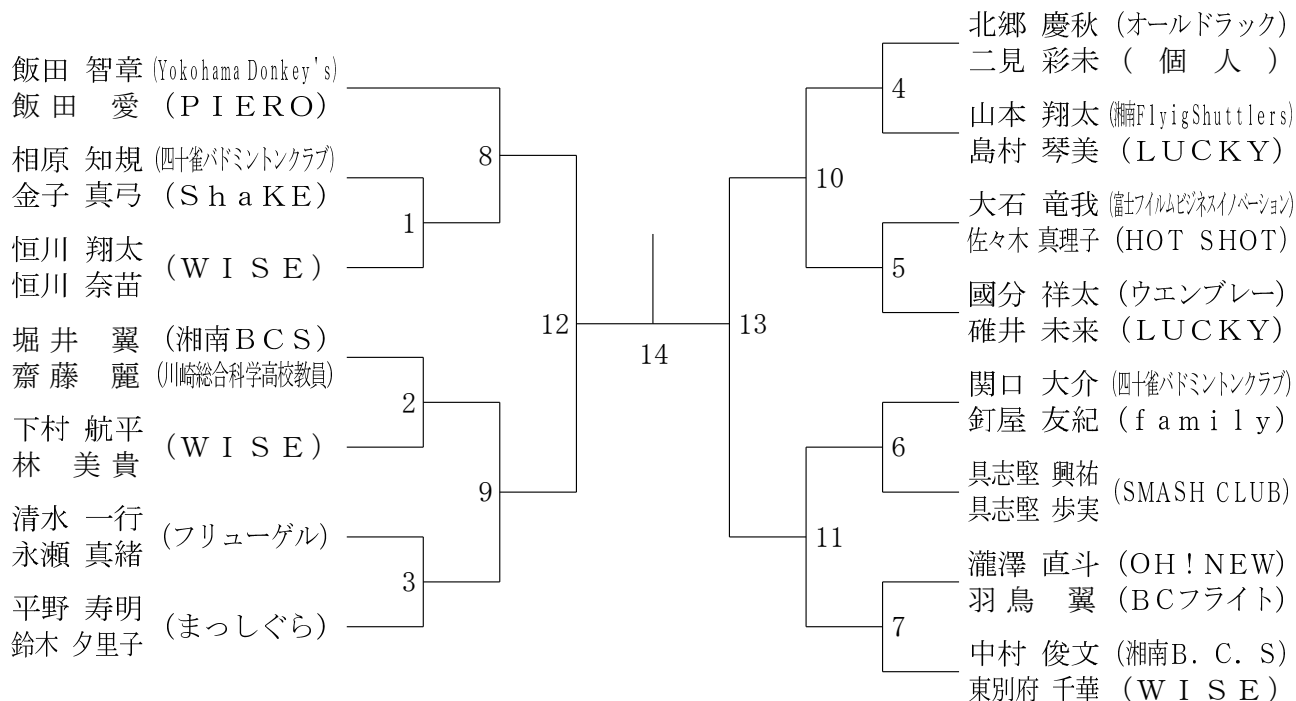 飯田 智章 (Yokohama Donkey's)
飯田 愛 (PIERO)
相原 知規 (四十雀バドミントンクラブ)
金子 真弓 (ShaKE)
恒川 翔太
恒川 奈苗
(WISE)
堀井 翼 (湘南BCS)
齋藤 麗 (川崎総合科学高校教員)
下村 航平
林 美貴
(WISE)
清水 一行
永瀬 真緒
(フリューゲル)
平野 寿明
鈴木 夕里子
(まっしぐら)
1
2
3
8
9
12
14
13
10
11
4
5
6
7
北郷 慶秋 (オールドラック)
二見 彩未 (個人)
山本 翔太 (湘南FlyigShuttlers)
島村 琴美 (LUCKY)
大石 竜我 (富士フイルムビジネスイノベーション)
佐々木 真理子 (HOT SHOT)
國分 祥太 (ウエンブレー)
碓井 未来 (LUCKY)
関口 大介 (四十雀バドミントンクラブ)
釘屋 友紀 (family)
具志堅 興祐
具志堅 歩実
(SMASH CLUB)
瀧澤 直斗 (OH!NEW)
羽鳥 翼 (BCフライト)
中村 俊文 (湘南B.C.S)
東別府 千華 (WISE)